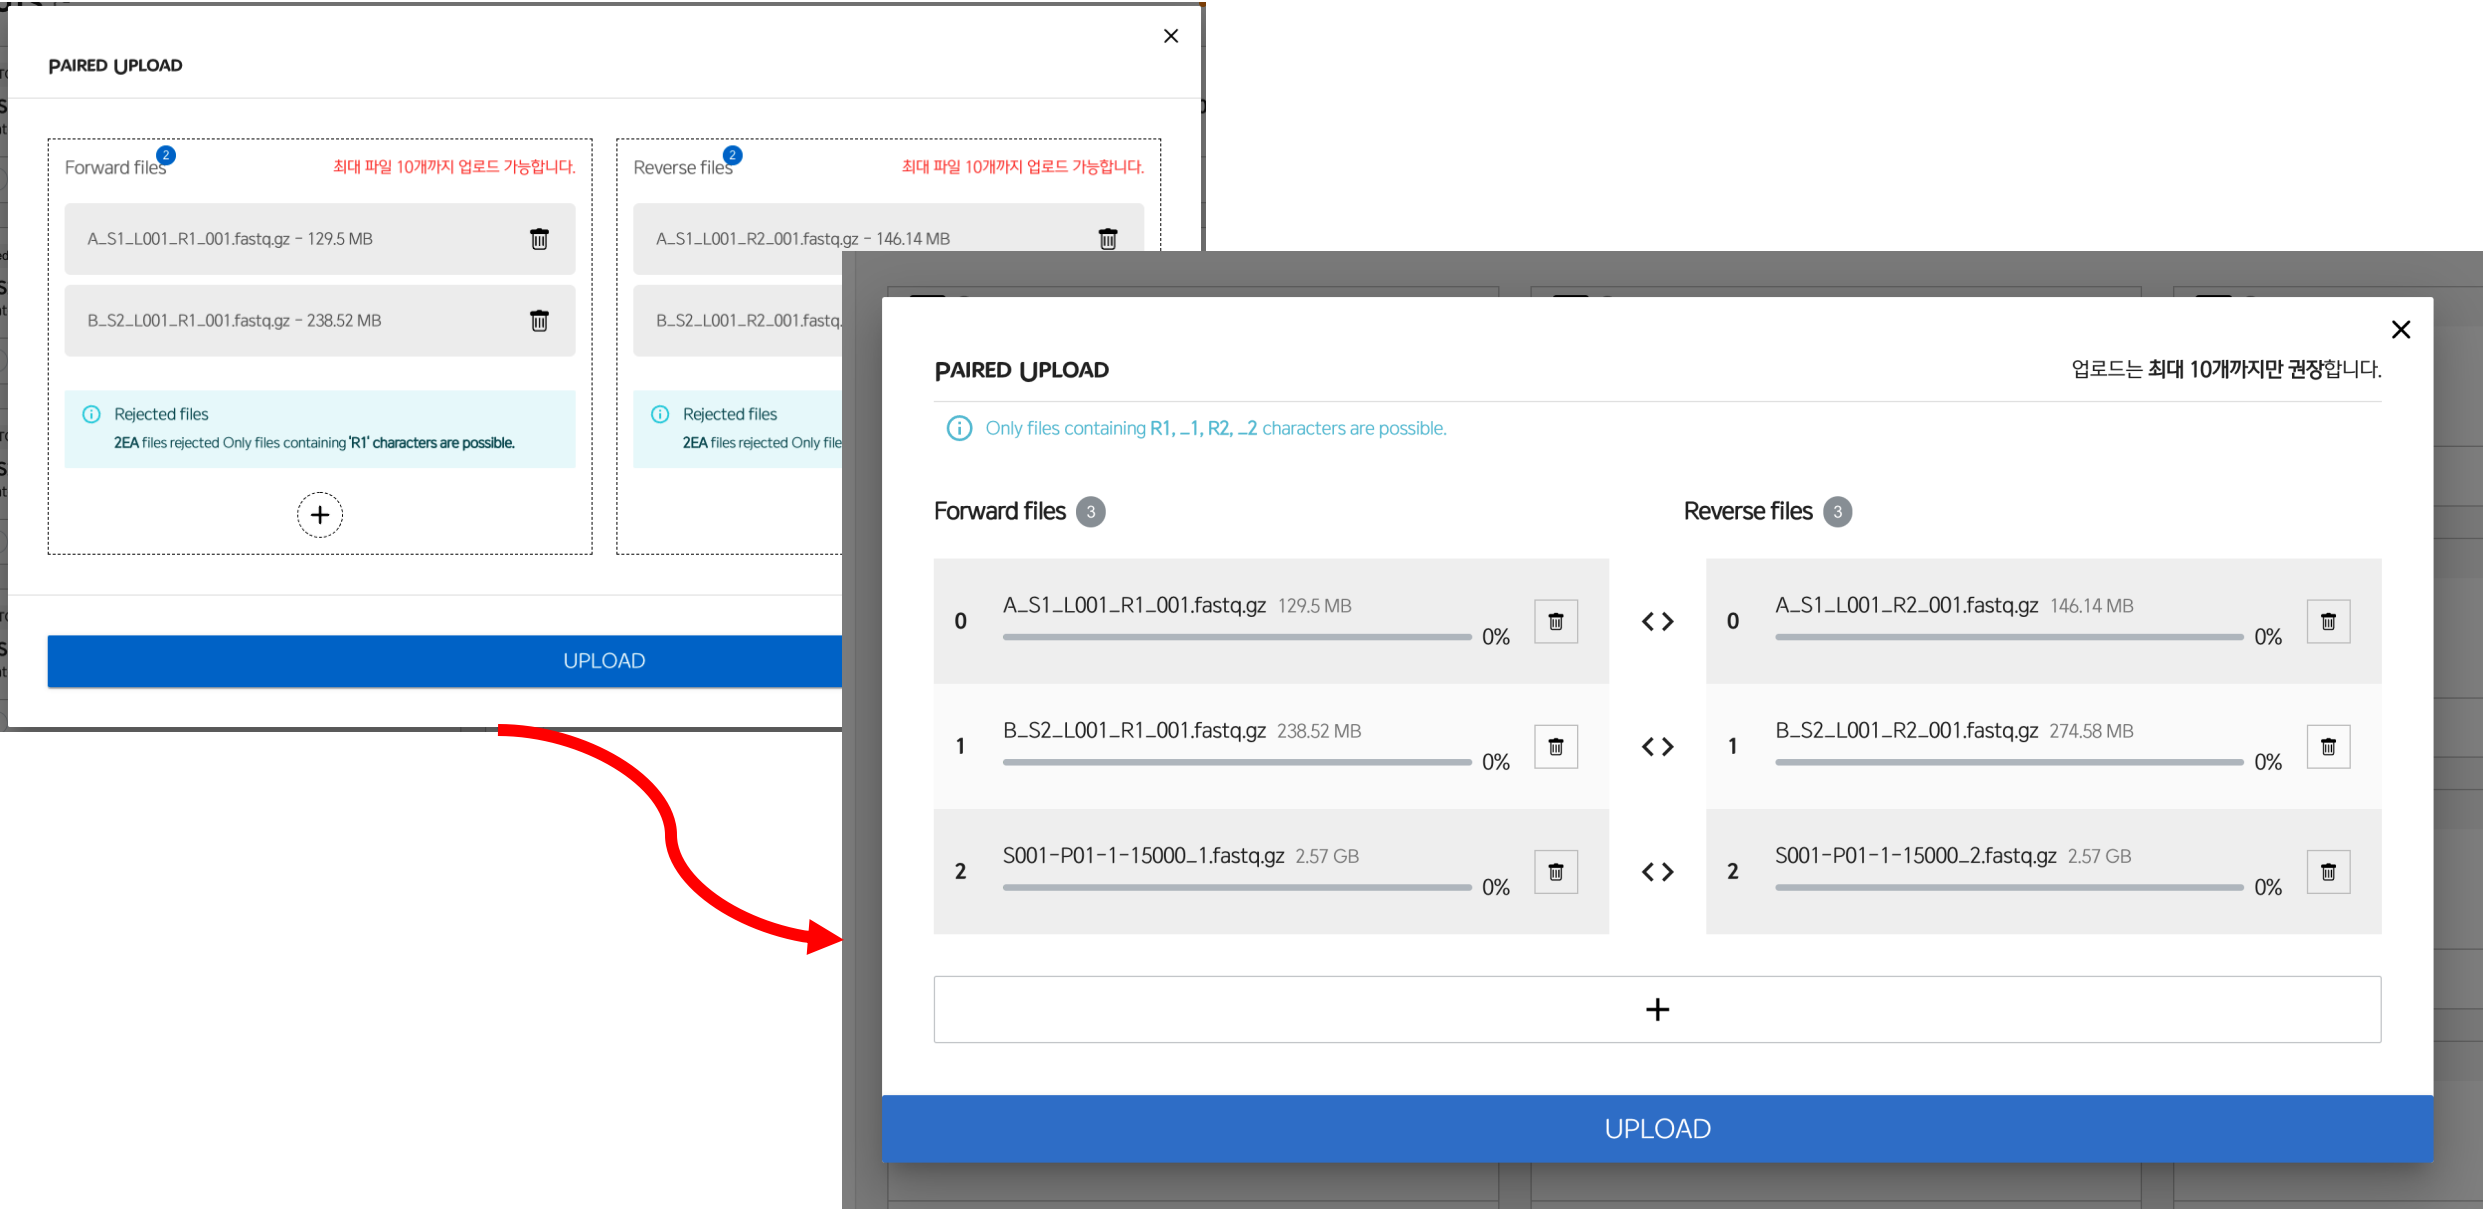 PAIRED UPLOAD
Forward files 2 최대 파일 10개까지 업로드 가능합니다.
A_S1_L001_R1_001.fastq.gz - 129.5 MB
B_S2_L001_R1_001.fastq.gz - 238.52 MB
Rejected files
2EA files rejected Only files containing 'R1' characters are possible.
Reverse files 2 최대 파일 10개까지 업로드 가능합니다.
A_S1_L001_R2_001.fastq.gz - 146.14 MB
B_S2_L001_R2_001.fastq.
Rejected files
2EA files rejected Only file
UPLOAD
PAIRED UPLOAD
업로드는 최대 10개까지만 권장합니다.
Only files containing R1, _1, R2, _2 characters are possible.
Forward files 3
Reverse files 3
0 A_S1_L001_R1_001.fastq.gz 129.5 MB 0%
0 A_S1_L001_R2_001.fastq.gz 146.14 MB 0%
1 B_S2_L001_R1_001.fastq.gz 238.52 MB 0%
1 B_S2_L001_R2_001.fastq.gz 274.58 MB 0%
2 S001-P01-1-15000_1.fastq.gz 2.57 GB 0%
2 S001-P01-1-15000_2.fastq.gz 2.57 GB 0%
UPLOAD